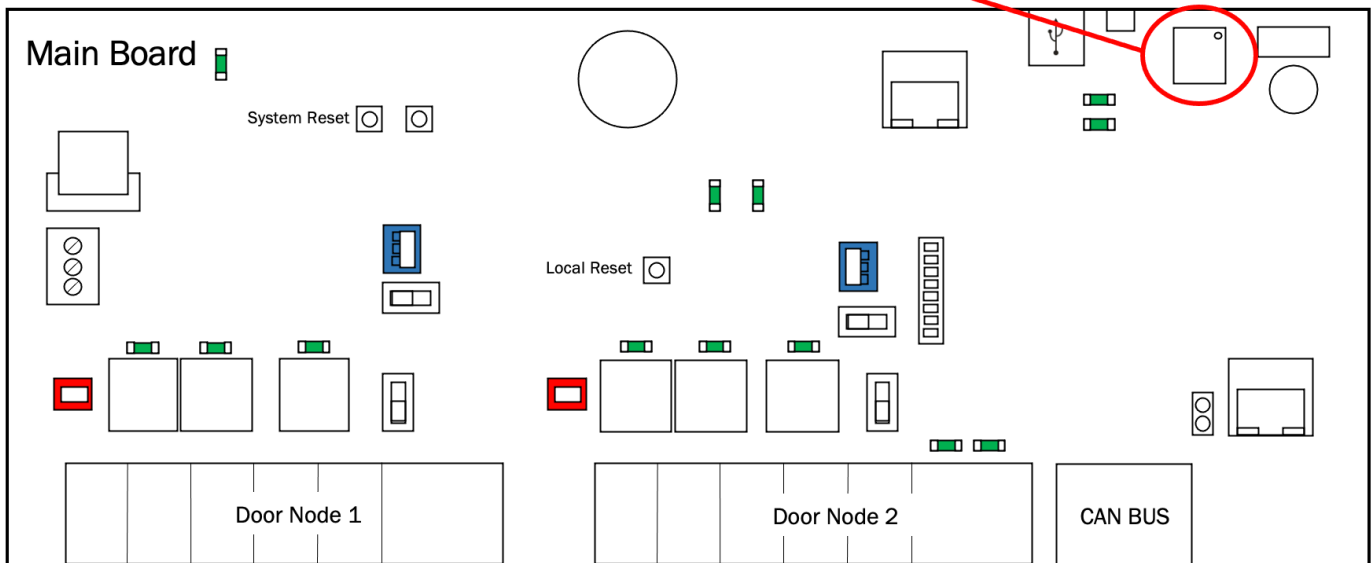 Main Board
System Reset
Local Reset
Door Node 1
Door Node 2
CAN BUS